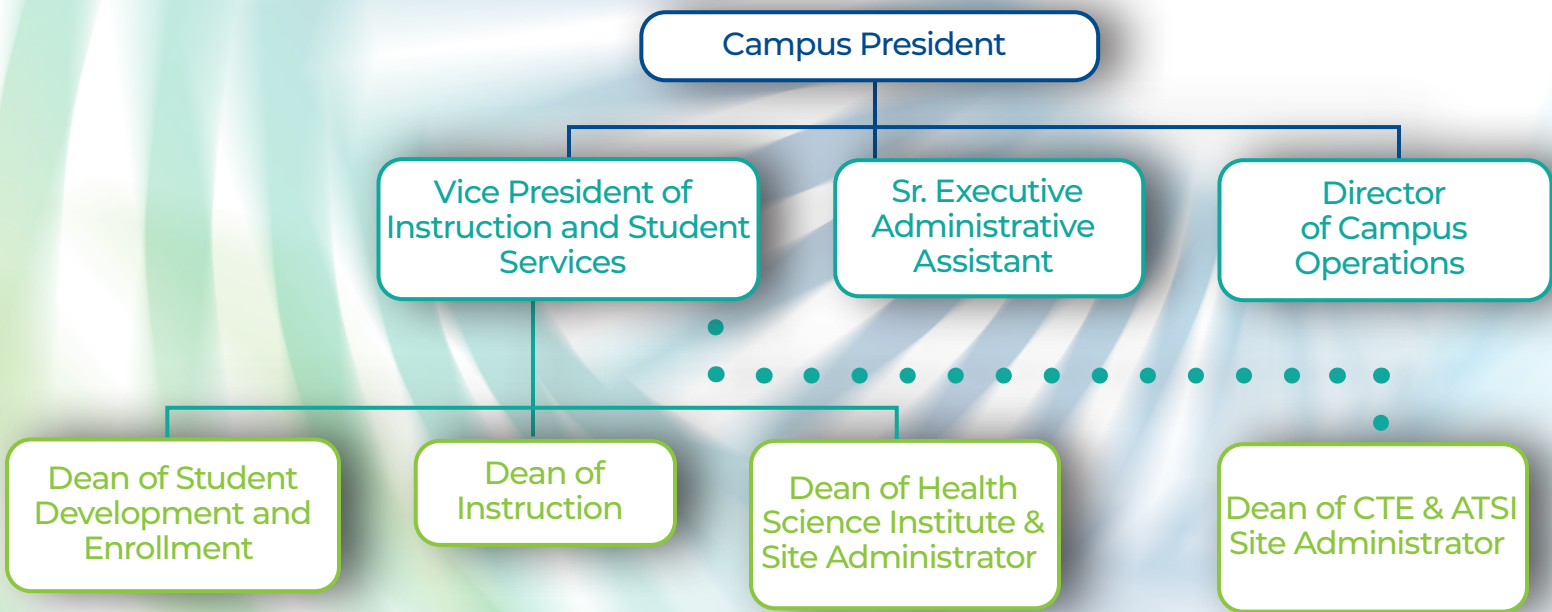 Campus President
Vice President of
Instruction and Student
Services
Sr. Executive
Administrative
Assistant
Director
of Campus
Operations
Dean of Student
Development and
Enrollment
Dean of
Instruction
Dean of Health
Science Institute &
Site Administrator
Dean of CTE & ATSI
Site Administrator